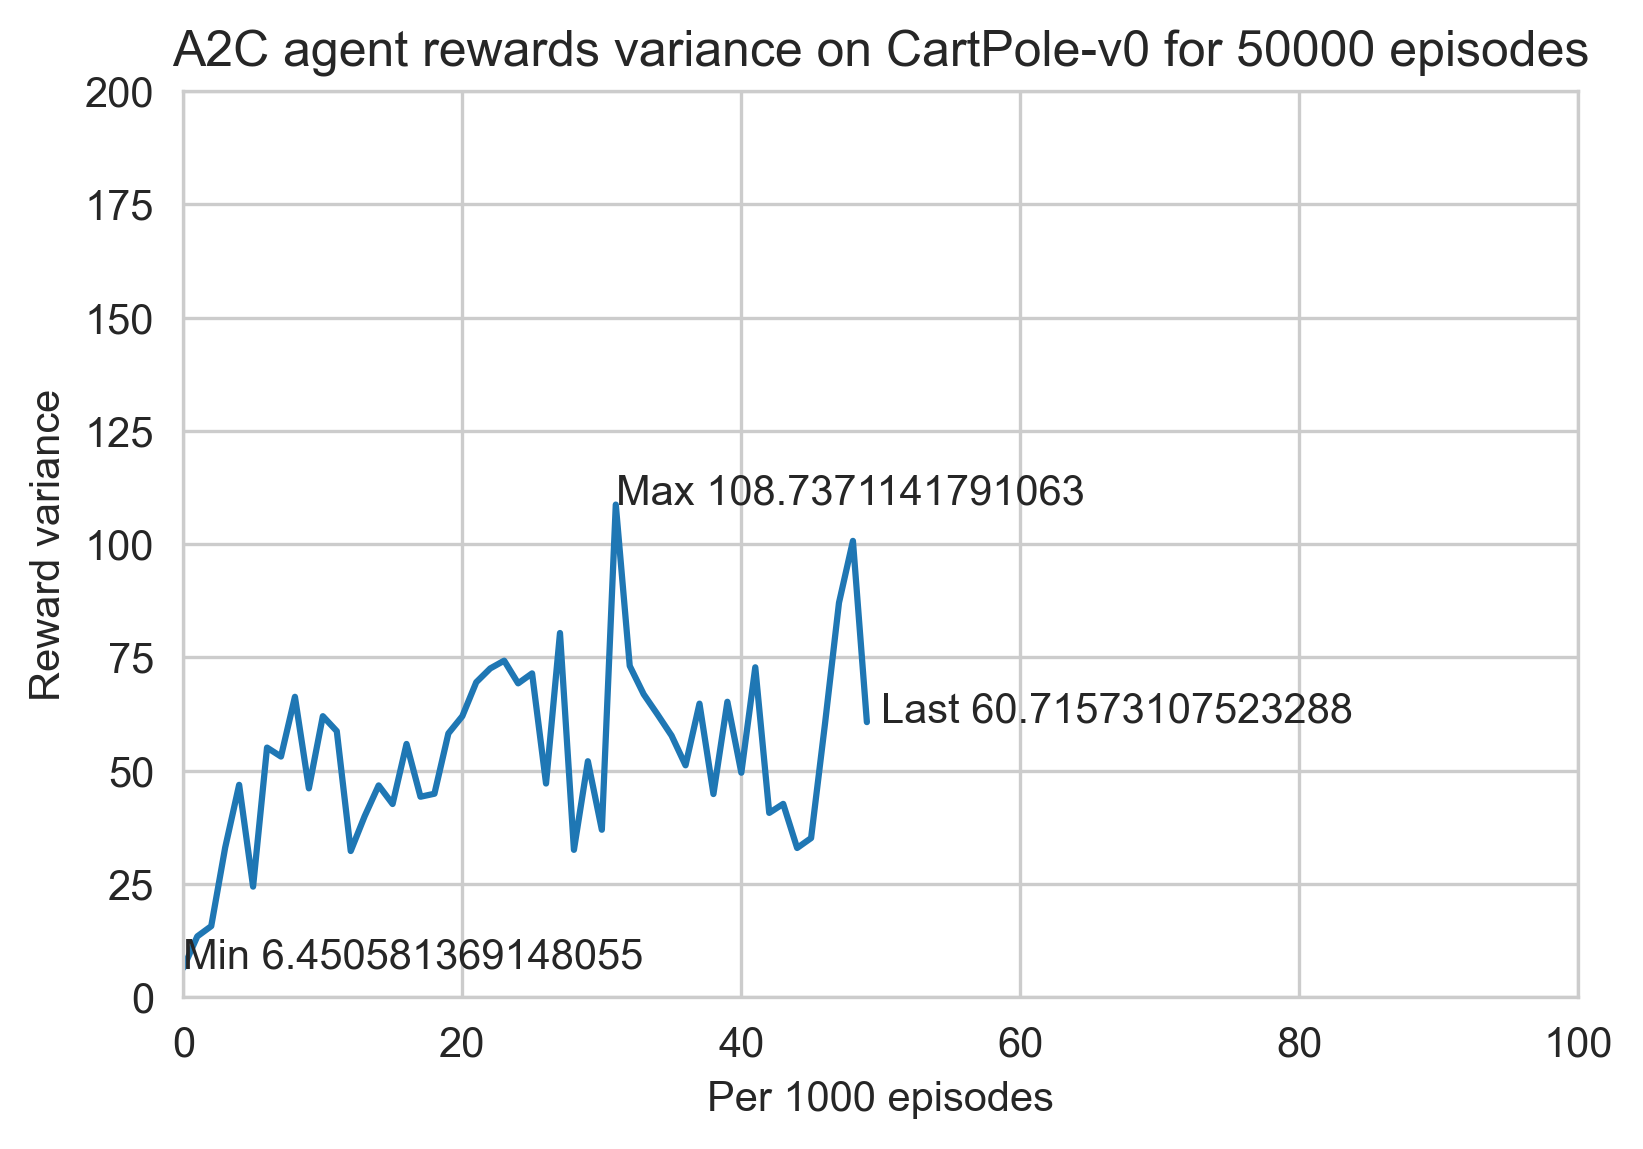 A2C agent rewards variance on CartPole-v0 for 50000 episodes
200
175
150
125
100
75
50
25
0
Reward variance
Max 108.7371141791063
Last 60.71573107523288
Min 6.450581369148055
0 20 40 60 80 100
Per 1000 episodes